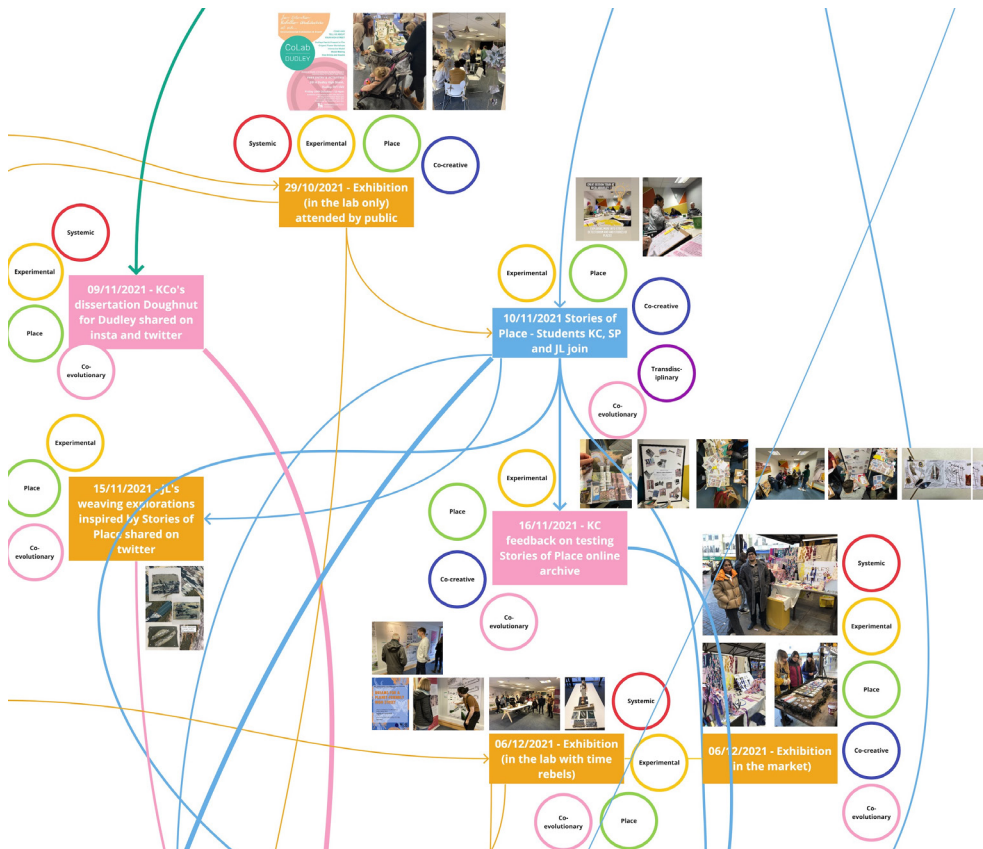 CoLab
DUDLEY
Systemic
Experimental
Place
Co-creative
29/10/2021 - Exhibition
(in the lab only)
attended by public
Systemic
Experimental
Place
Co-
evolutionary
09/11/2021 - KCo's
dissertation Doughnut
for Dudley shared on
insta and twitter
Experimental
Place
Co-creative
Transdisc-
iplinary
Co-
evolutionary
10/11/2021 Stories of
Place - Students KC, SP
and JL join
Experimental
Place
Co-
evolutionary
15/11/2021 - JL's
weaving explorations
inspired by Stories of
Place shared on
twitter
Experimental
Place
Co-creative
Co-
evolutionary
16/11/2021 - KC
feedback on testing
Stories of Place online
archive
Systemic
Experimental
Place
Co-
evolutionary
06/12/2021 - Exhibition
(in the lab with time
rebels)
Systemic
Experimental
Place
Co-creative
Co-
evolutionary
06/12/2021 - Exhibition
(in the market)